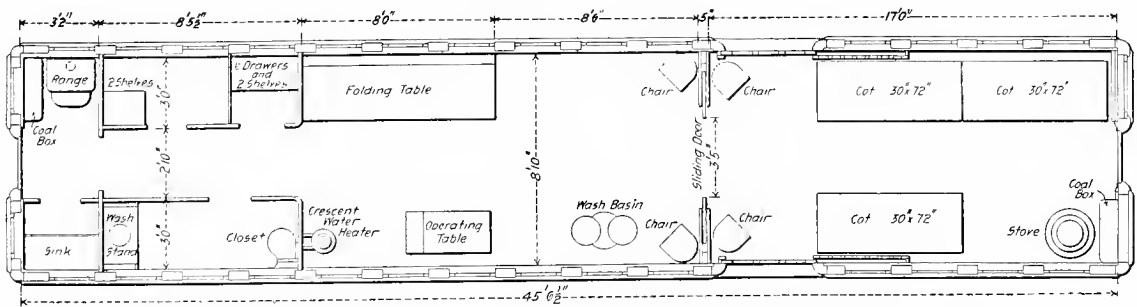 3'2"
8'5½"
8'0"
8'6"
5"
17'0"
Range
2 Shelves
2 Drawers
and
2 Shelves
3'0"
Folding Table
Chair
Chair
Cot 30"x 72"
Cot 30"x 72"
Coal
Box
2'10"
8'10"
Sliding Door
3'5"
Wash
Stand
Sink
3'0"
Closet
Crescent
Water
Heater
Operating
Table
Wash Basin
Chair
Chair
Cot 30"x 72"
Stove
Coal
Box
45'6½"